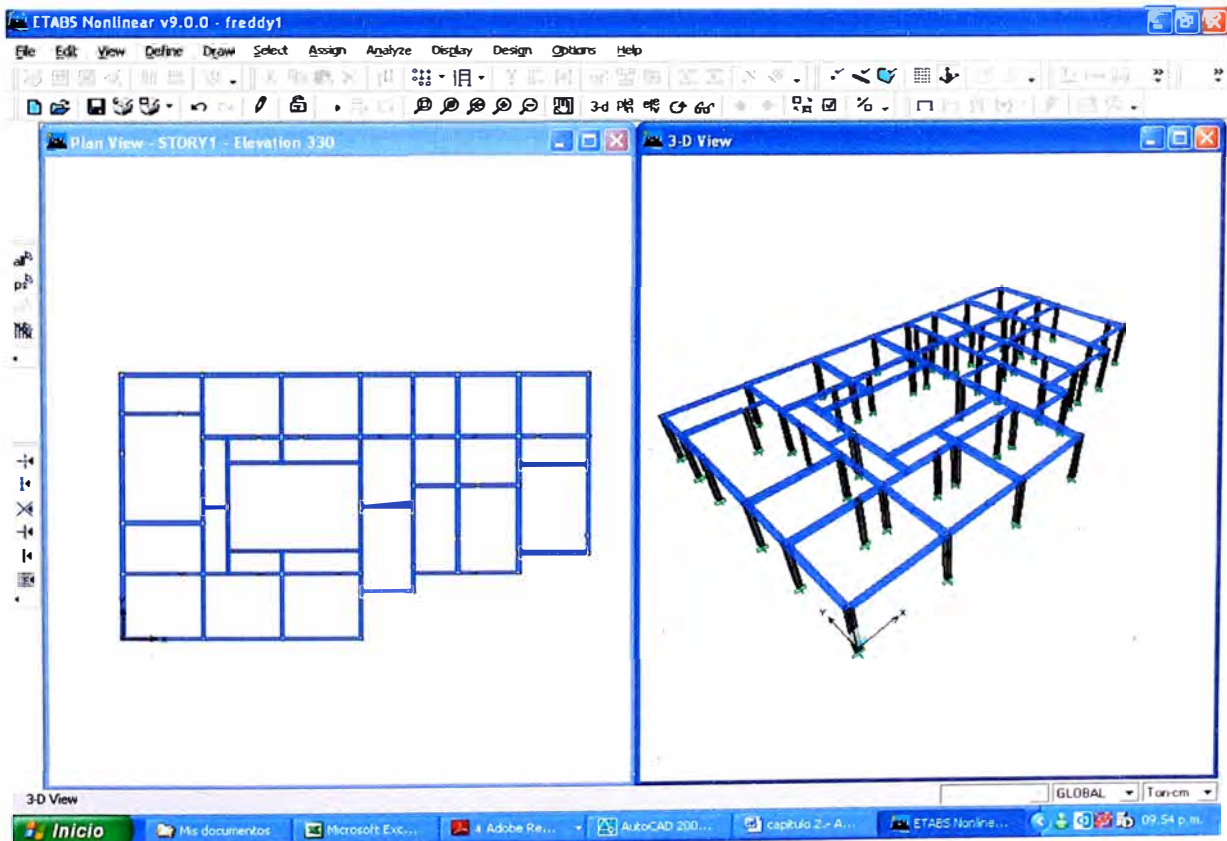 ETABS Nonlinear v9.0.0 - freddy1
File Edit View Define Draw Select Assign Analyze Display Design Options Help
3-d
Plan View - STORY1 - Elevation 330
3-D View
all
Y X
3-D View
GLOBAL Ton-cm
Inicio Mis documentos Microsoft Exc... 4 Adobe Re... AutoCAD 200... capitulo 2.- A... ETABS Nonline... 09:54 p.m.